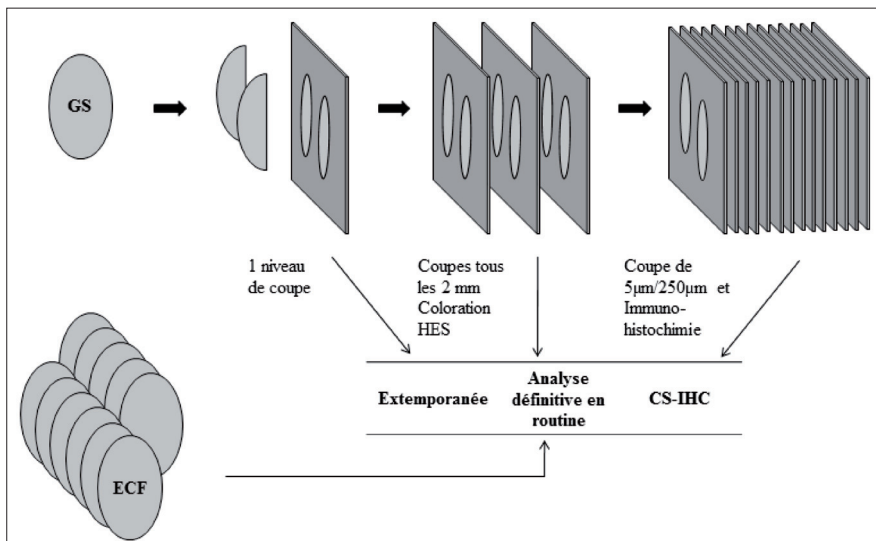 GS
1 niveau
de coupe
Coupes tous
les 2 mm
Coloration
HES
Coupe de
5µm/250µm et
Immuno-
histochimie
Extemporanée
Analyse
définitive en
routine
CS-IHC
ECF